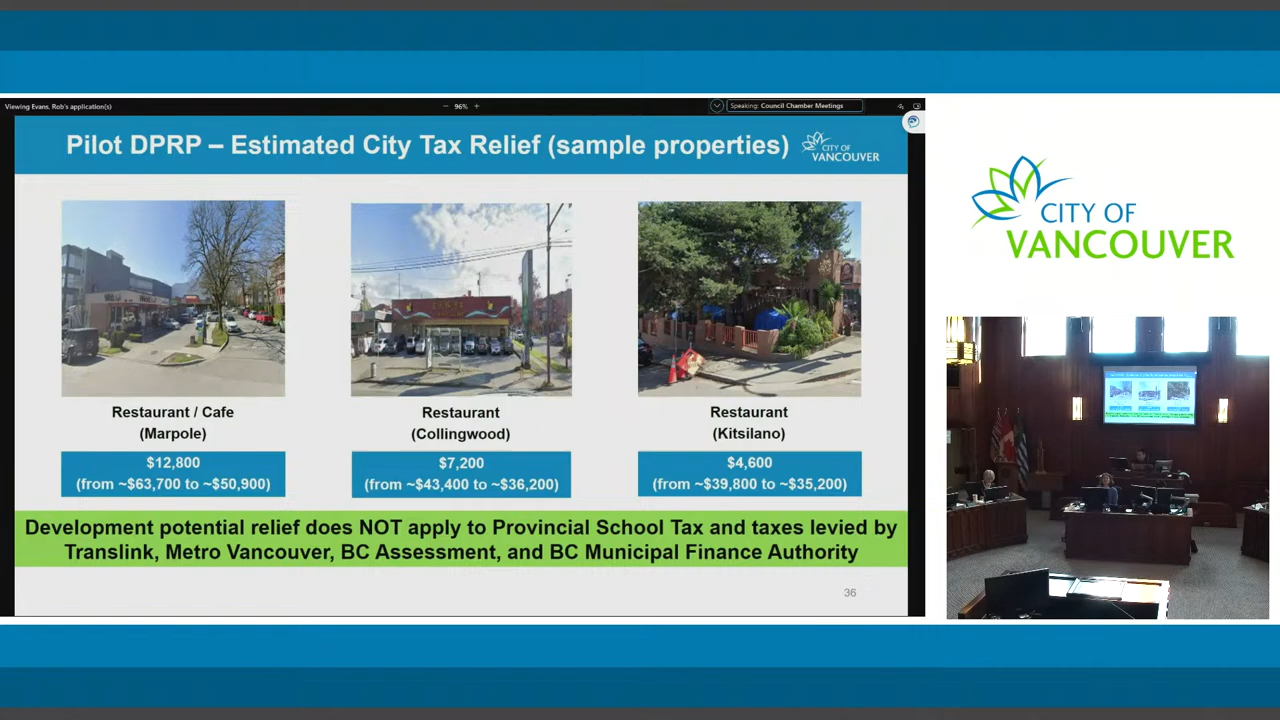 Viewing Evans, Rob's application(s)
− 96% +
Speaking: Council Chamber Meetings
Pilot DPRP – Estimated City Tax Relief (sample properties)
CITY OF
VANCOUVER
Restaurant / Cafe
(Marpole)
$12,800
(from ~$63,700 to ~$50,900)
Restaurant
(Collingwood)
$7,200
(from ~$43,400 to ~$36,200)
Restaurant
(Kitsilano)
$4,600
(from ~$39,800 to ~$35,200)
Development potential relief does NOT apply to Provincial School Tax and taxes levied by
Translink, Metro Vancouver, BC Assessment, and BC Municipal Finance Authority
36
CITY OF
VANCOUVER